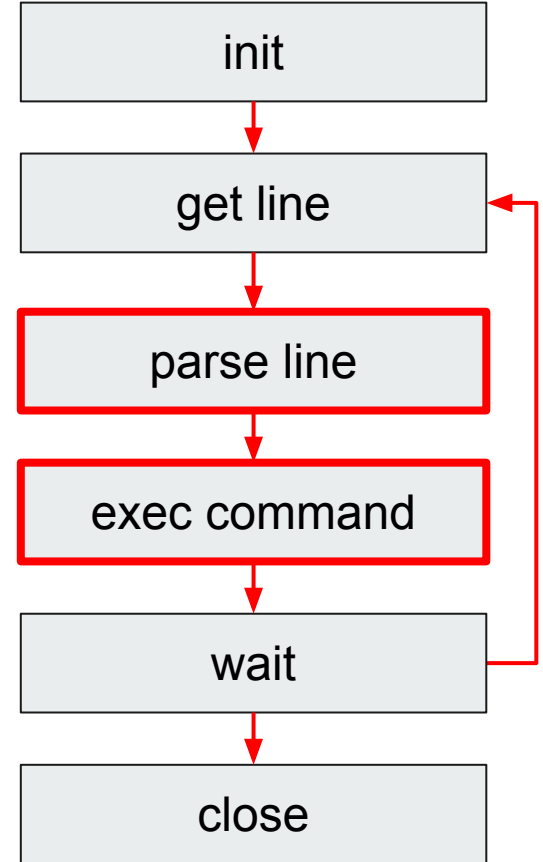 init
get line
parse line
exec command
wait
close